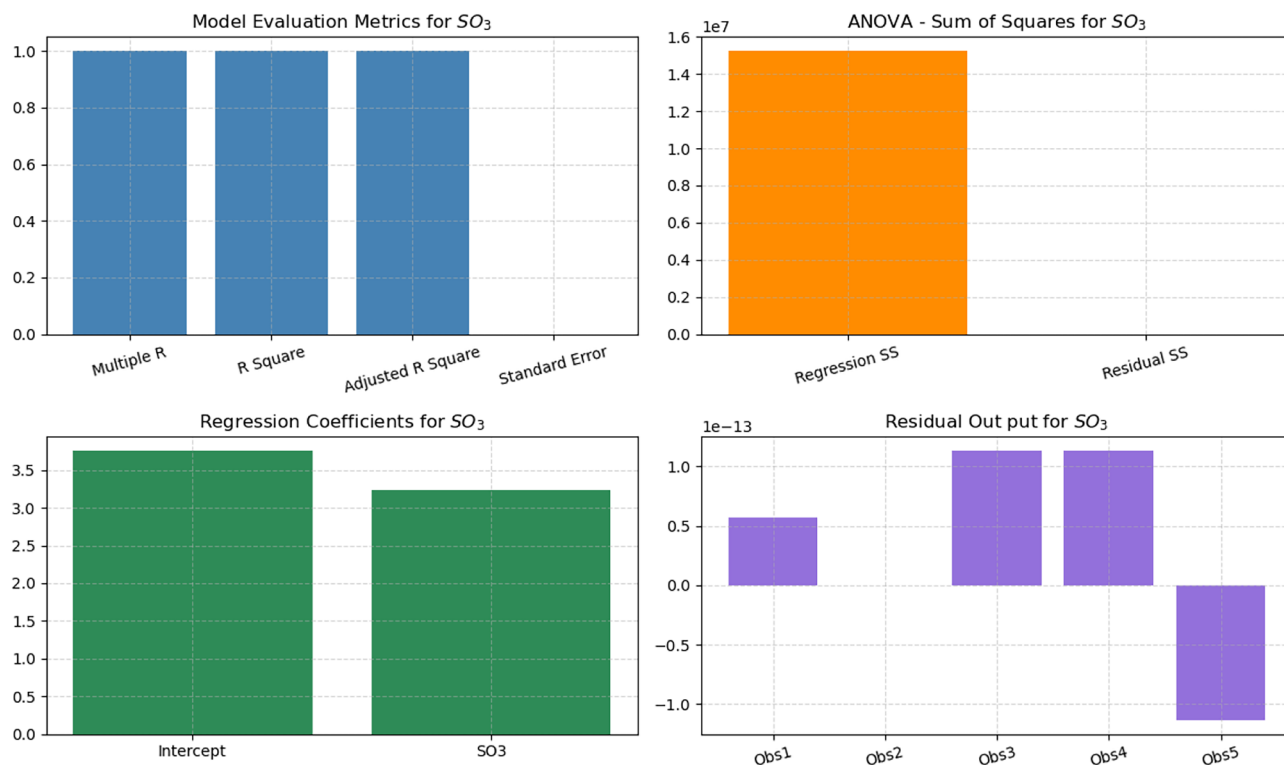 Model Evaluation Metrics for SO₃
1.0
0.8
0.6
0.4
0.2
0.0
Multiple R
R Square
Adjusted R Square
Standard Error
ANOVA - Sum of Squares for SO₃
1e7
1.6
1.4
1.2
1.0
0.8
0.6
0.4
0.2
0.0
Regression SS
Residual SS
Regression Coefficients for SO₃
3.5
3.0
2.5
2.0
1.5
1.0
0.5
0.0
Intercept
SO3
Residual Out put for SO₃
1e−13
1.0
0.5
0.0
−0.5
−1.0
Obs1
Obs2
Obs3
Obs4
Obs5